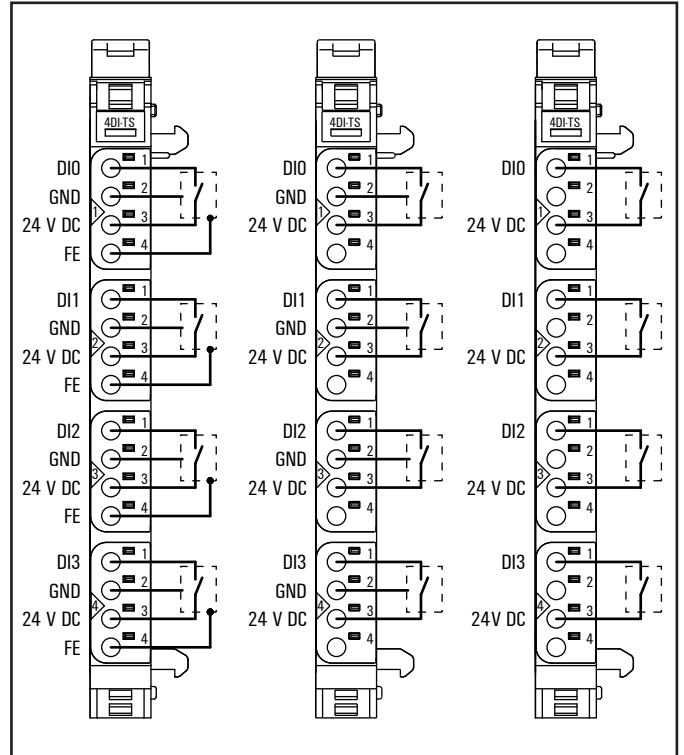 4DI-TS 4DI-TS 4DI-TS
DI0 1 DI0 1 DI0 1
GND 2 GND 2 2
1 1 1
24 V DC 3 24 V DC 3 24 V DC 3
FE 4 4 4
DI1 1 DI1 1 DI1 1
GND 2 GND 2 2
2 2 2
24 V DC 3 24 V DC 3 24 V DC 3
FE 4 4 4
DI2 1 DI2 1 DI2 1
GND 2 GND 2 2
3 3 3
24 V DC 3 24 V DC 3 24 V DC 3
FE 4 4 4
DI3 1 DI3 1 DI3 1
GND 2 GND 2 2
4 4 4
24 V DC 3 24 V DC 3 24V DC 3
FE 4 4 4